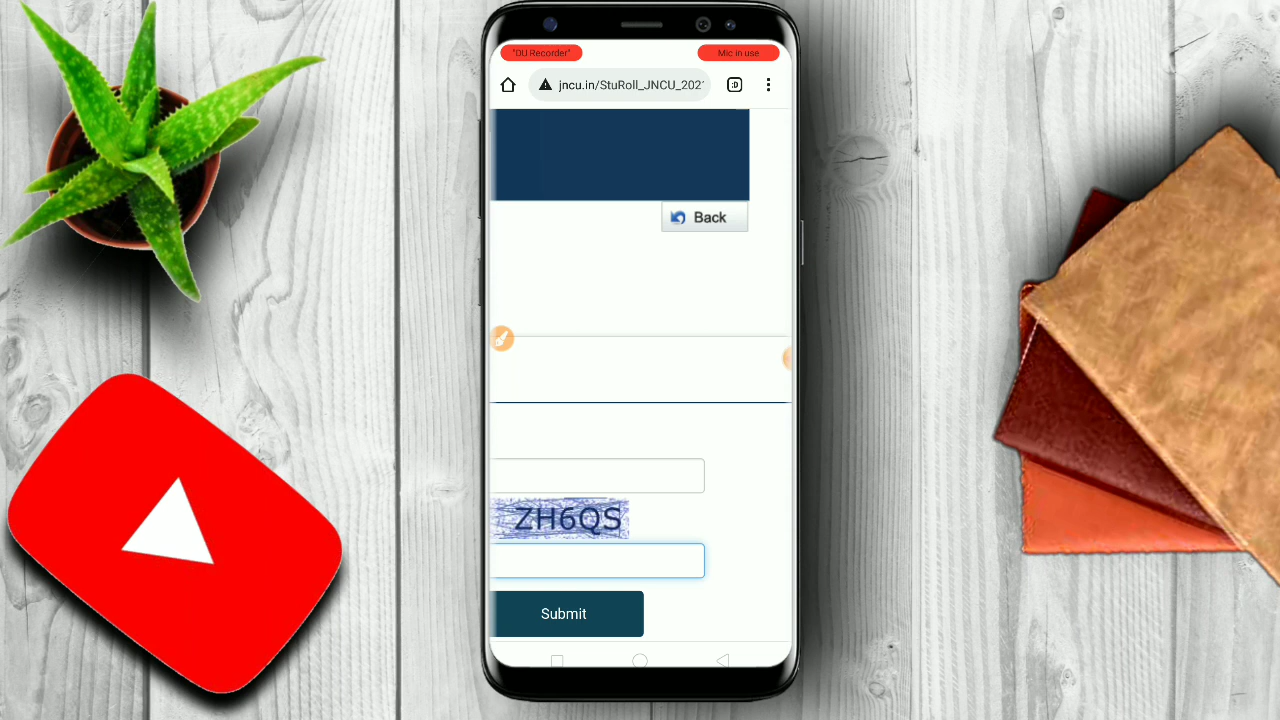 "DU Recorder"
Mic in use
jncu.in/StuRoll_JNCU_202
Back
ZH6QS
Submit